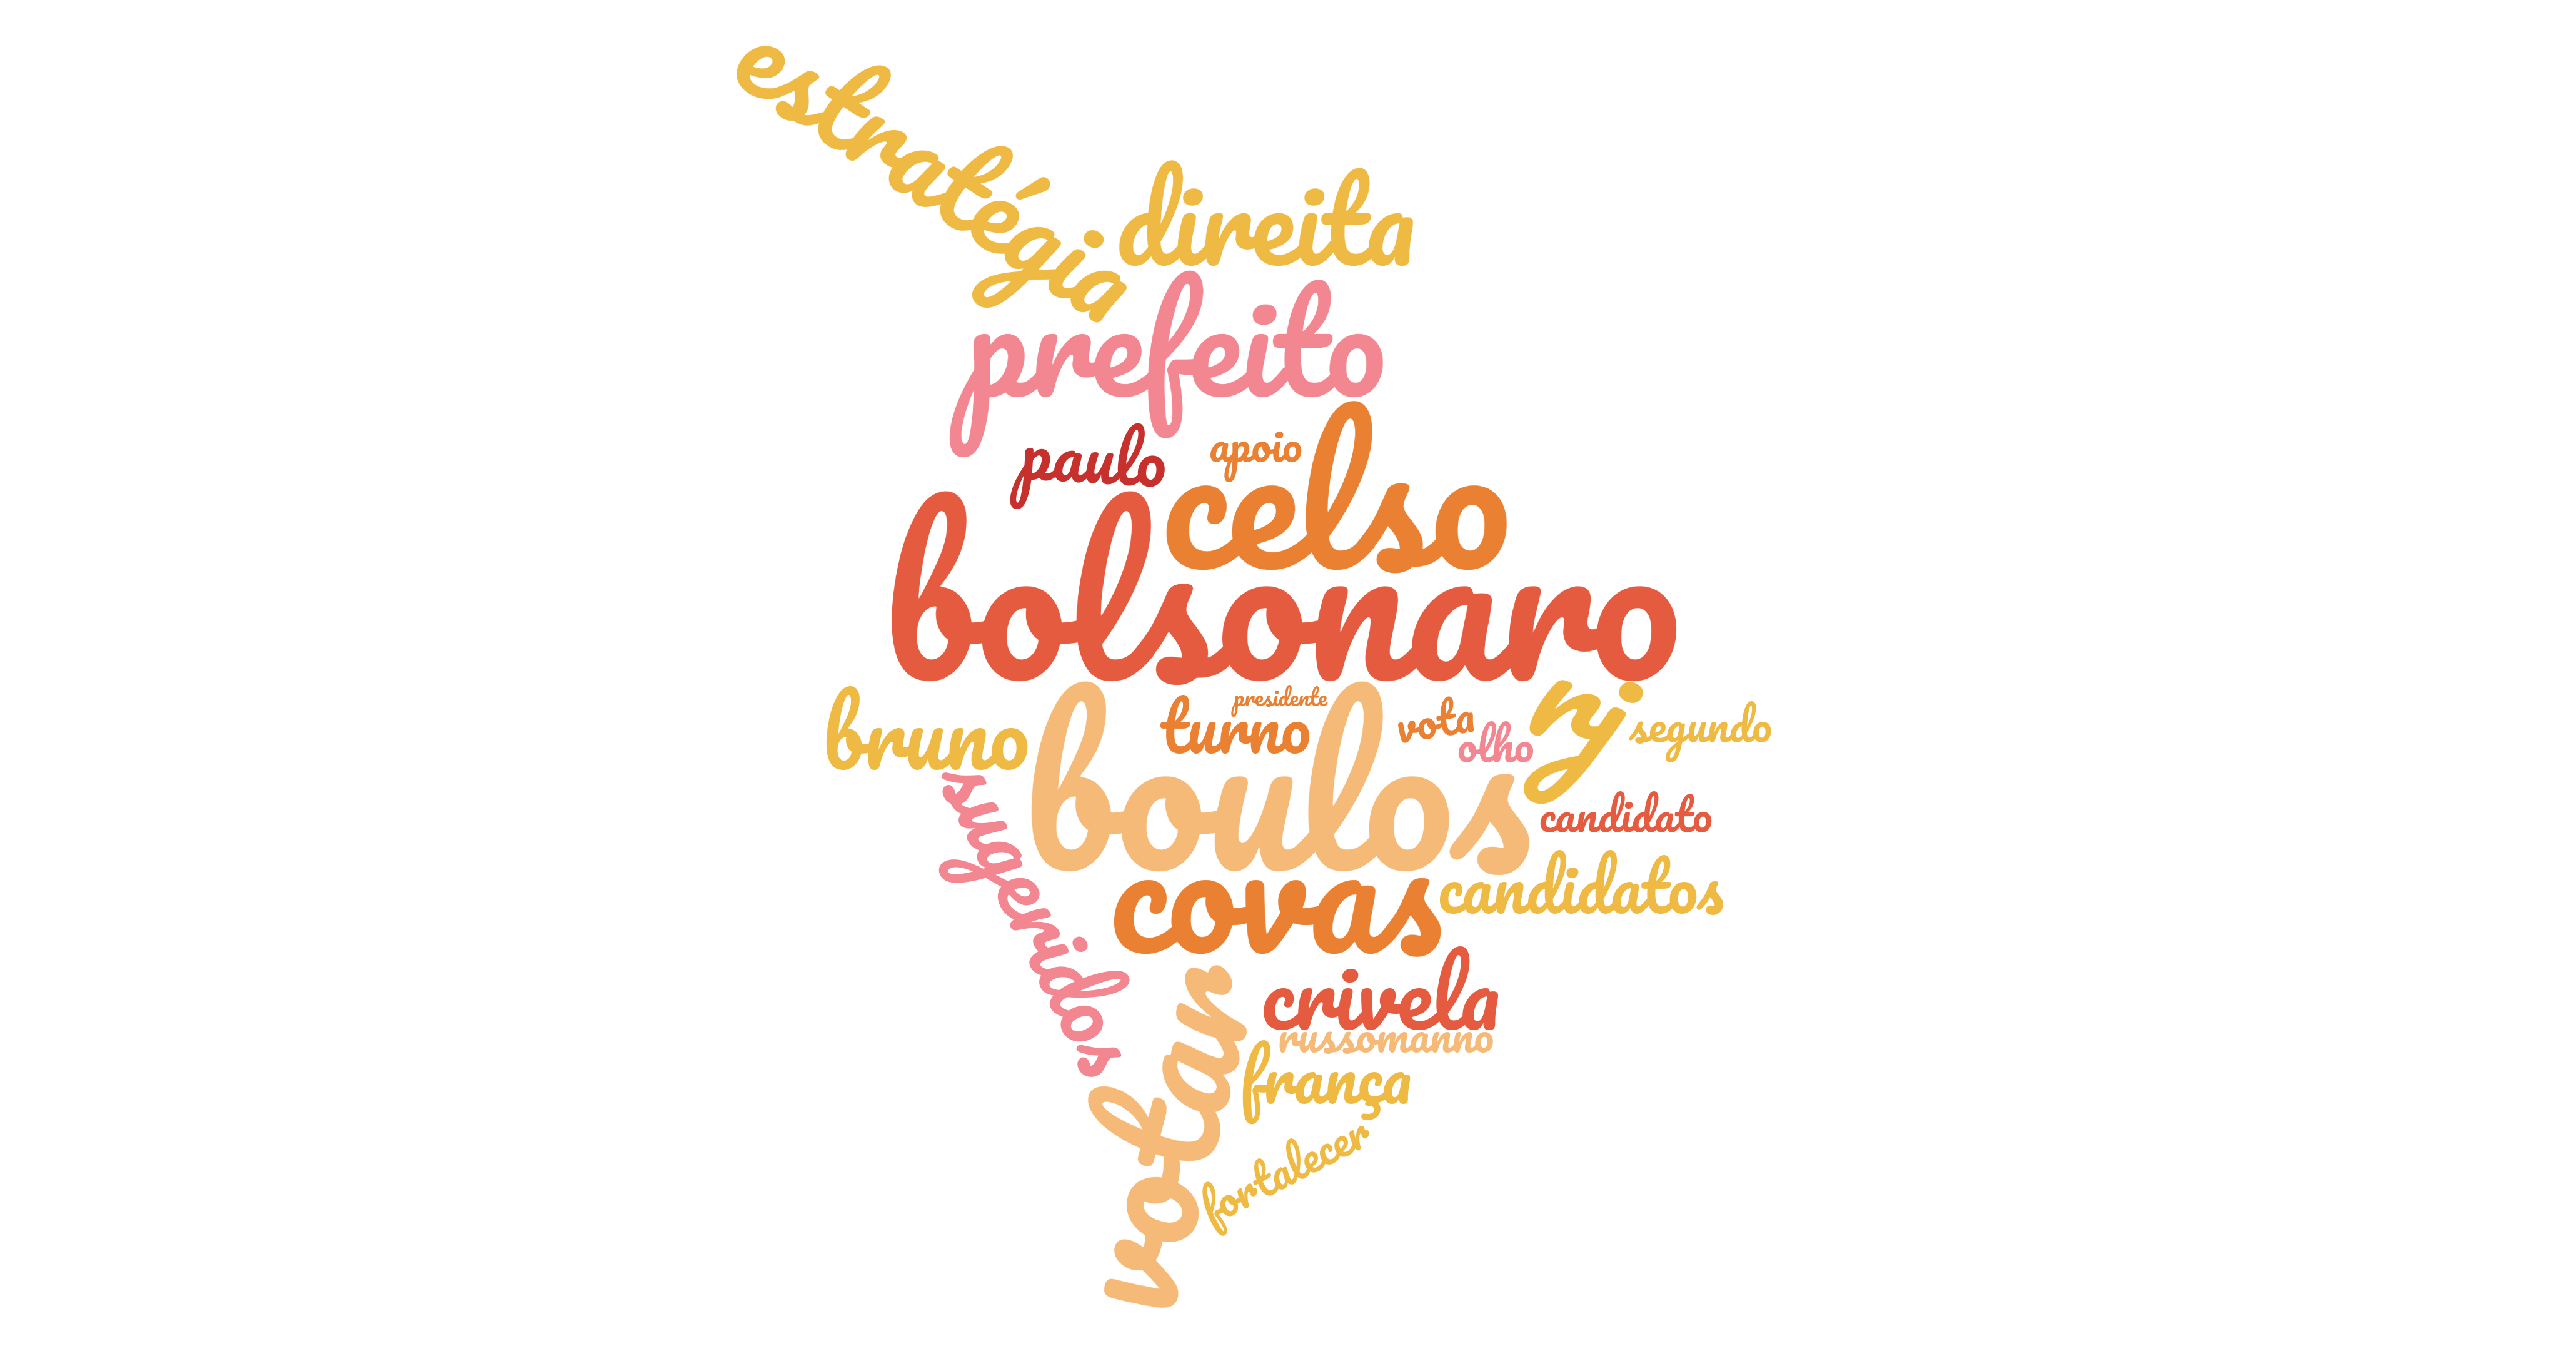 estratégia
direita
prefeito
paulo
apoio
celso
bolsonaro
presidente
bruno
turno
vota
olho
rj
segundo
boulos
sugeridos
candidato
candidatos
covas
crivela
russomanno
votar
frança
fortalecer